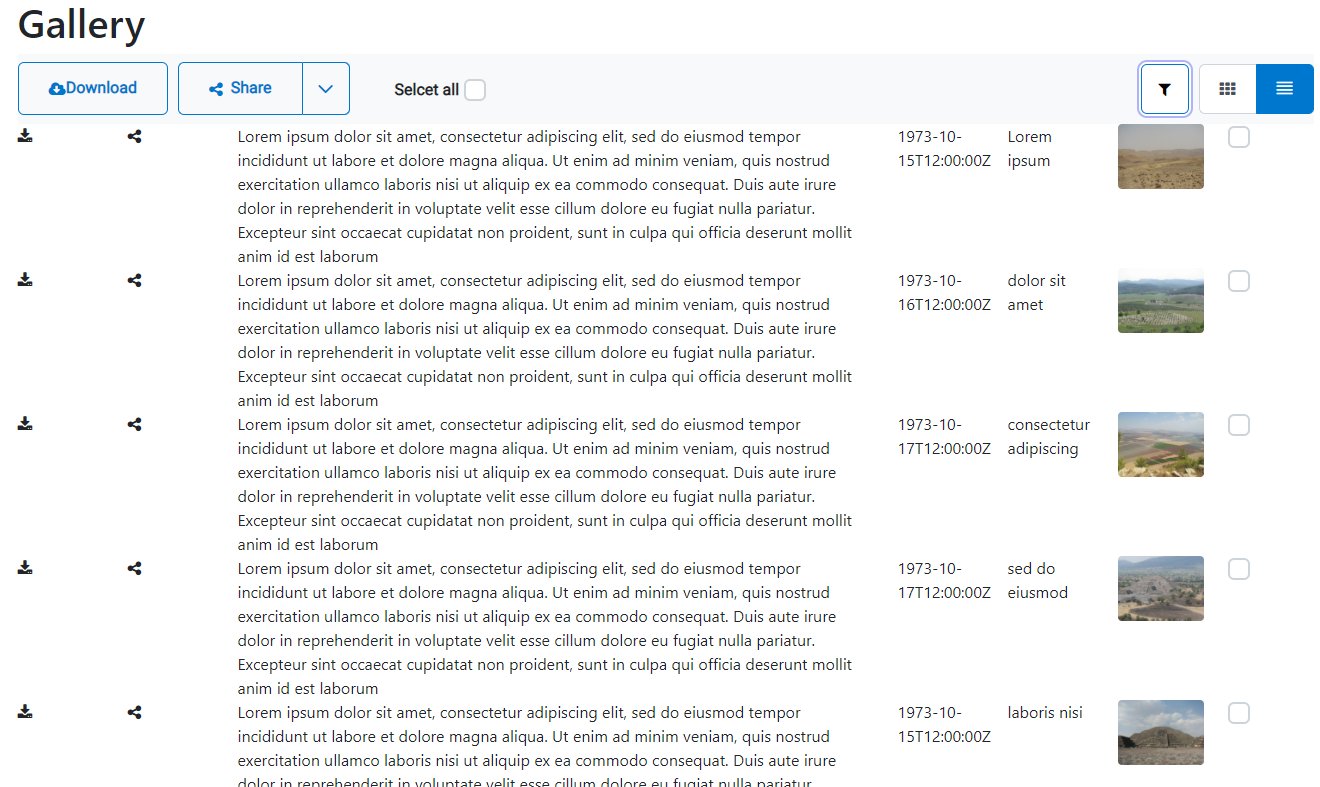 Gallery
Download Share Selcet all
Lorem ipsum dolor sit amet, consectetur adipiscing elit, sed do eiusmod tempor
incididunt ut labore et dolore magna aliqua. Ut enim ad minim veniam, quis nostrud
exercitation ullamco laboris nisi ut aliquip ex ea commodo consequat. Duis aute irure
dolor in reprehenderit in voluptate velit esse cillum dolore eu fugiat nulla pariatur.
Excepteur sint occaecat cupidatat non proident, sunt in culpa qui officia deserunt mollit
anim id est laborum
1973-10-
15T12:00:00Z
Lorem
ipsum
Lorem ipsum dolor sit amet, consectetur adipiscing elit, sed do eiusmod tempor
incididunt ut labore et dolore magna aliqua. Ut enim ad minim veniam, quis nostrud
exercitation ullamco laboris nisi ut aliquip ex ea commodo consequat. Duis aute irure
dolor in reprehenderit in voluptate velit esse cillum dolore eu fugiat nulla pariatur.
Excepteur sint occaecat cupidatat non proident, sunt in culpa qui officia deserunt mollit
anim id est laborum
1973-10-
16T12:00:00Z
dolor sit
amet
Lorem ipsum dolor sit amet, consectetur adipiscing elit, sed do eiusmod tempor
incididunt ut labore et dolore magna aliqua. Ut enim ad minim veniam, quis nostrud
exercitation ullamco laboris nisi ut aliquip ex ea commodo consequat. Duis aute irure
dolor in reprehenderit in voluptate velit esse cillum dolore eu fugiat nulla pariatur.
Excepteur sint occaecat cupidatat non proident, sunt in culpa qui officia deserunt mollit
anim id est laborum
1973-10-
17T12:00:00Z
consectetur
adipiscing
Lorem ipsum dolor sit amet, consectetur adipiscing elit, sed do eiusmod tempor
incididunt ut labore et dolore magna aliqua. Ut enim ad minim veniam, quis nostrud
exercitation ullamco laboris nisi ut aliquip ex ea commodo consequat. Duis aute irure
dolor in reprehenderit in voluptate velit esse cillum dolore eu fugiat nulla pariatur.
Excepteur sint occaecat cupidatat non proident, sunt in culpa qui officia deserunt mollit
anim id est laborum
1973-10-
17T12:00:00Z
sed do
eiusmod
Lorem ipsum dolor sit amet, consectetur adipiscing elit, sed do eiusmod tempor
incididunt ut labore et dolore magna aliqua. Ut enim ad minim veniam, quis nostrud
exercitation ullamco laboris nisi ut aliquip ex ea commodo consequat. Duis aute irure
dolor in reprehenderit in voluptate velit esse cillum dolore eu fugiat nulla pariatur.
1973-10-
15T12:00:00Z
laboris nisi